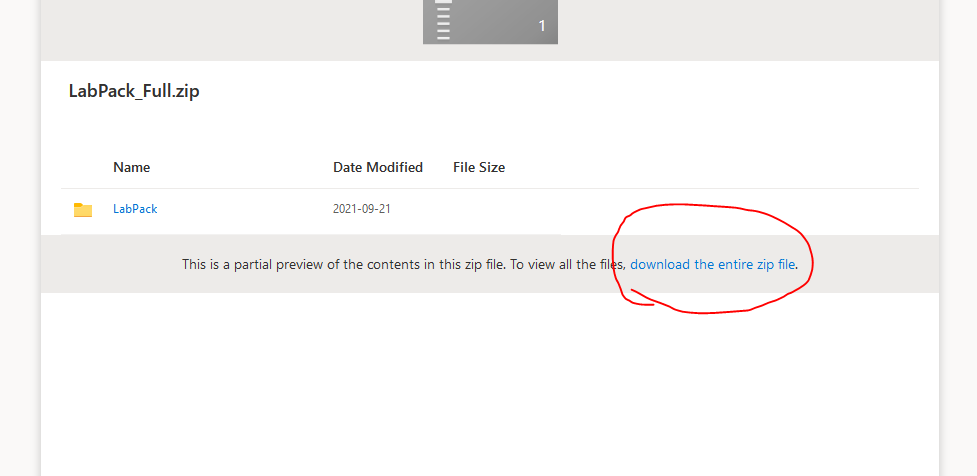 1
LabPack_Full.zip
Name Date Modified File Size
LabPack 2021-09-21
This is a partial preview of the contents in this zip file. To view all the files, download the entire zip file.